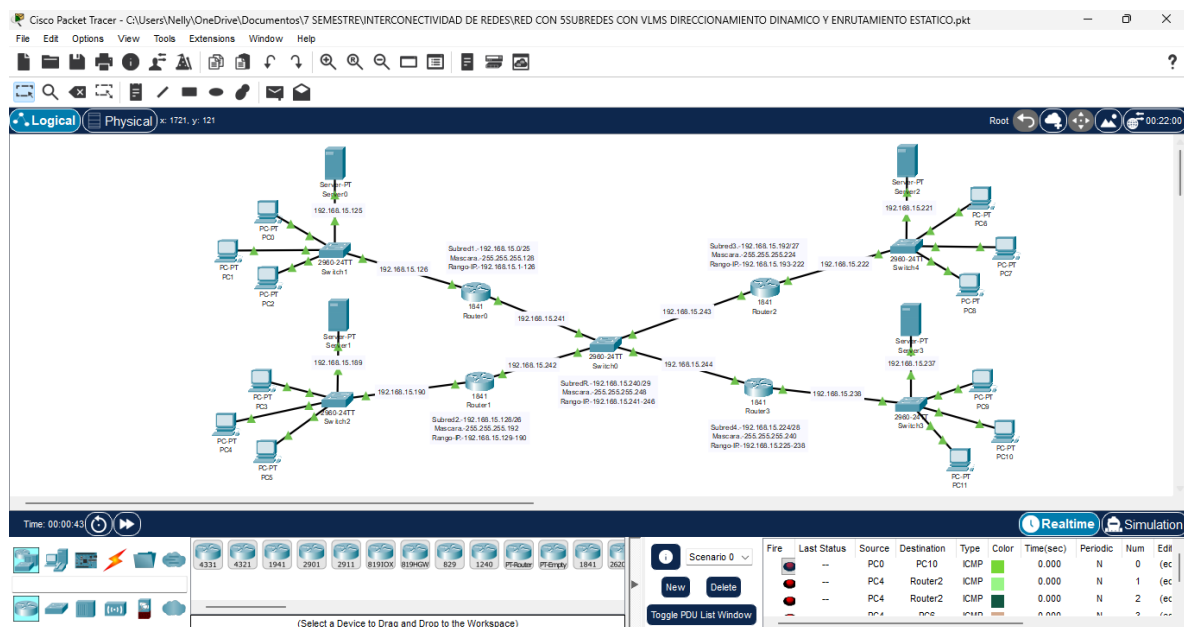 Cisco Packet Tracer - C:\Users\Nelly\OneDrive\Documentos\7 SEMESTRE\INTERCONECTIVIDAD DE REDES\RED CON 5SUBREDES CON VLMS DIRECCIONAMIENTO DINAMICO Y ENRUTAMIENTO ESTATICO.pkt
File Edit Options View Tools Extensions Window Help
Logical Physical x: 1721, y: 121 Root 00:22:00
Server-PT
Server0
192.168.15.125
PC-PT
PC0
PC-PT
PC1
PC-PT
PC2
2960-24TT
Switch1
192.168.15.126
Subred1.-192.168.15.0/25
Mascara.-255.255.255.128
Rango-IP.-192.168.15.1-126
1841
Router0
192.168.15.241
Server-PT
Server2
192.168.15.221
PC-PT
PC6
PC-PT
PC7
PC-PT
PC8
2960-24TT
Switch4
192.168.15.222
Subred3.-192.168.15.192/27
Mascara.-255.255.255.224
Rango-IP.-192.168.15.193-222
1841
Router2
192.168.15.243
2960-24TT
Switch0
SubredR.-192.168.15.240/29
Mascara.-255.255.255.248
Rango-IP.-192.168.15.241-246
Server-PT
Server1
192.168.15.189
PC-PT
PC3
PC-PT
PC4
PC-PT
PC5
2960-24TT
Switch2
192.168.15.190
1841
Router1
192.168.15.242
Subred2.-192.168.15.128/26
Mascara.-255.255.255.192
Rango-IP.-192.168.15.129-190
Server-PT
Server3
192.168.15.237
PC-PT
PC9
PC-PT
PC10
PC-PT
PC11
2960-24TT
Switch3
192.168.15.238
1841
Router3
192.168.15.244
Subred4.-192.168.15.224/28
Mascara.-255.255.255.240
Rango-IP.-192.168.15.225-238
Time: 00:00:43 Realtime Simulation
4331 4321 1941 2901 2911 819IOX 819HGW 829 1240 PT-Router PT-Empty 1841 2620
(Select a Device to Drag and Drop to the Workspace)
Scenario 0
New Delete
Toggle PDU List Window
Fire Last Status Source Destination Type Color Time(sec) Periodic Num Edit
-- PC0 PC10 ICMP 0.000 N 0 (ec
-- PC4 Router2 ICMP 0.000 N 1 (ec
-- PC4 Router2 ICMP 0.000 N 2 (ec
-- PC4 PC6 ICMP 0.000 N 3